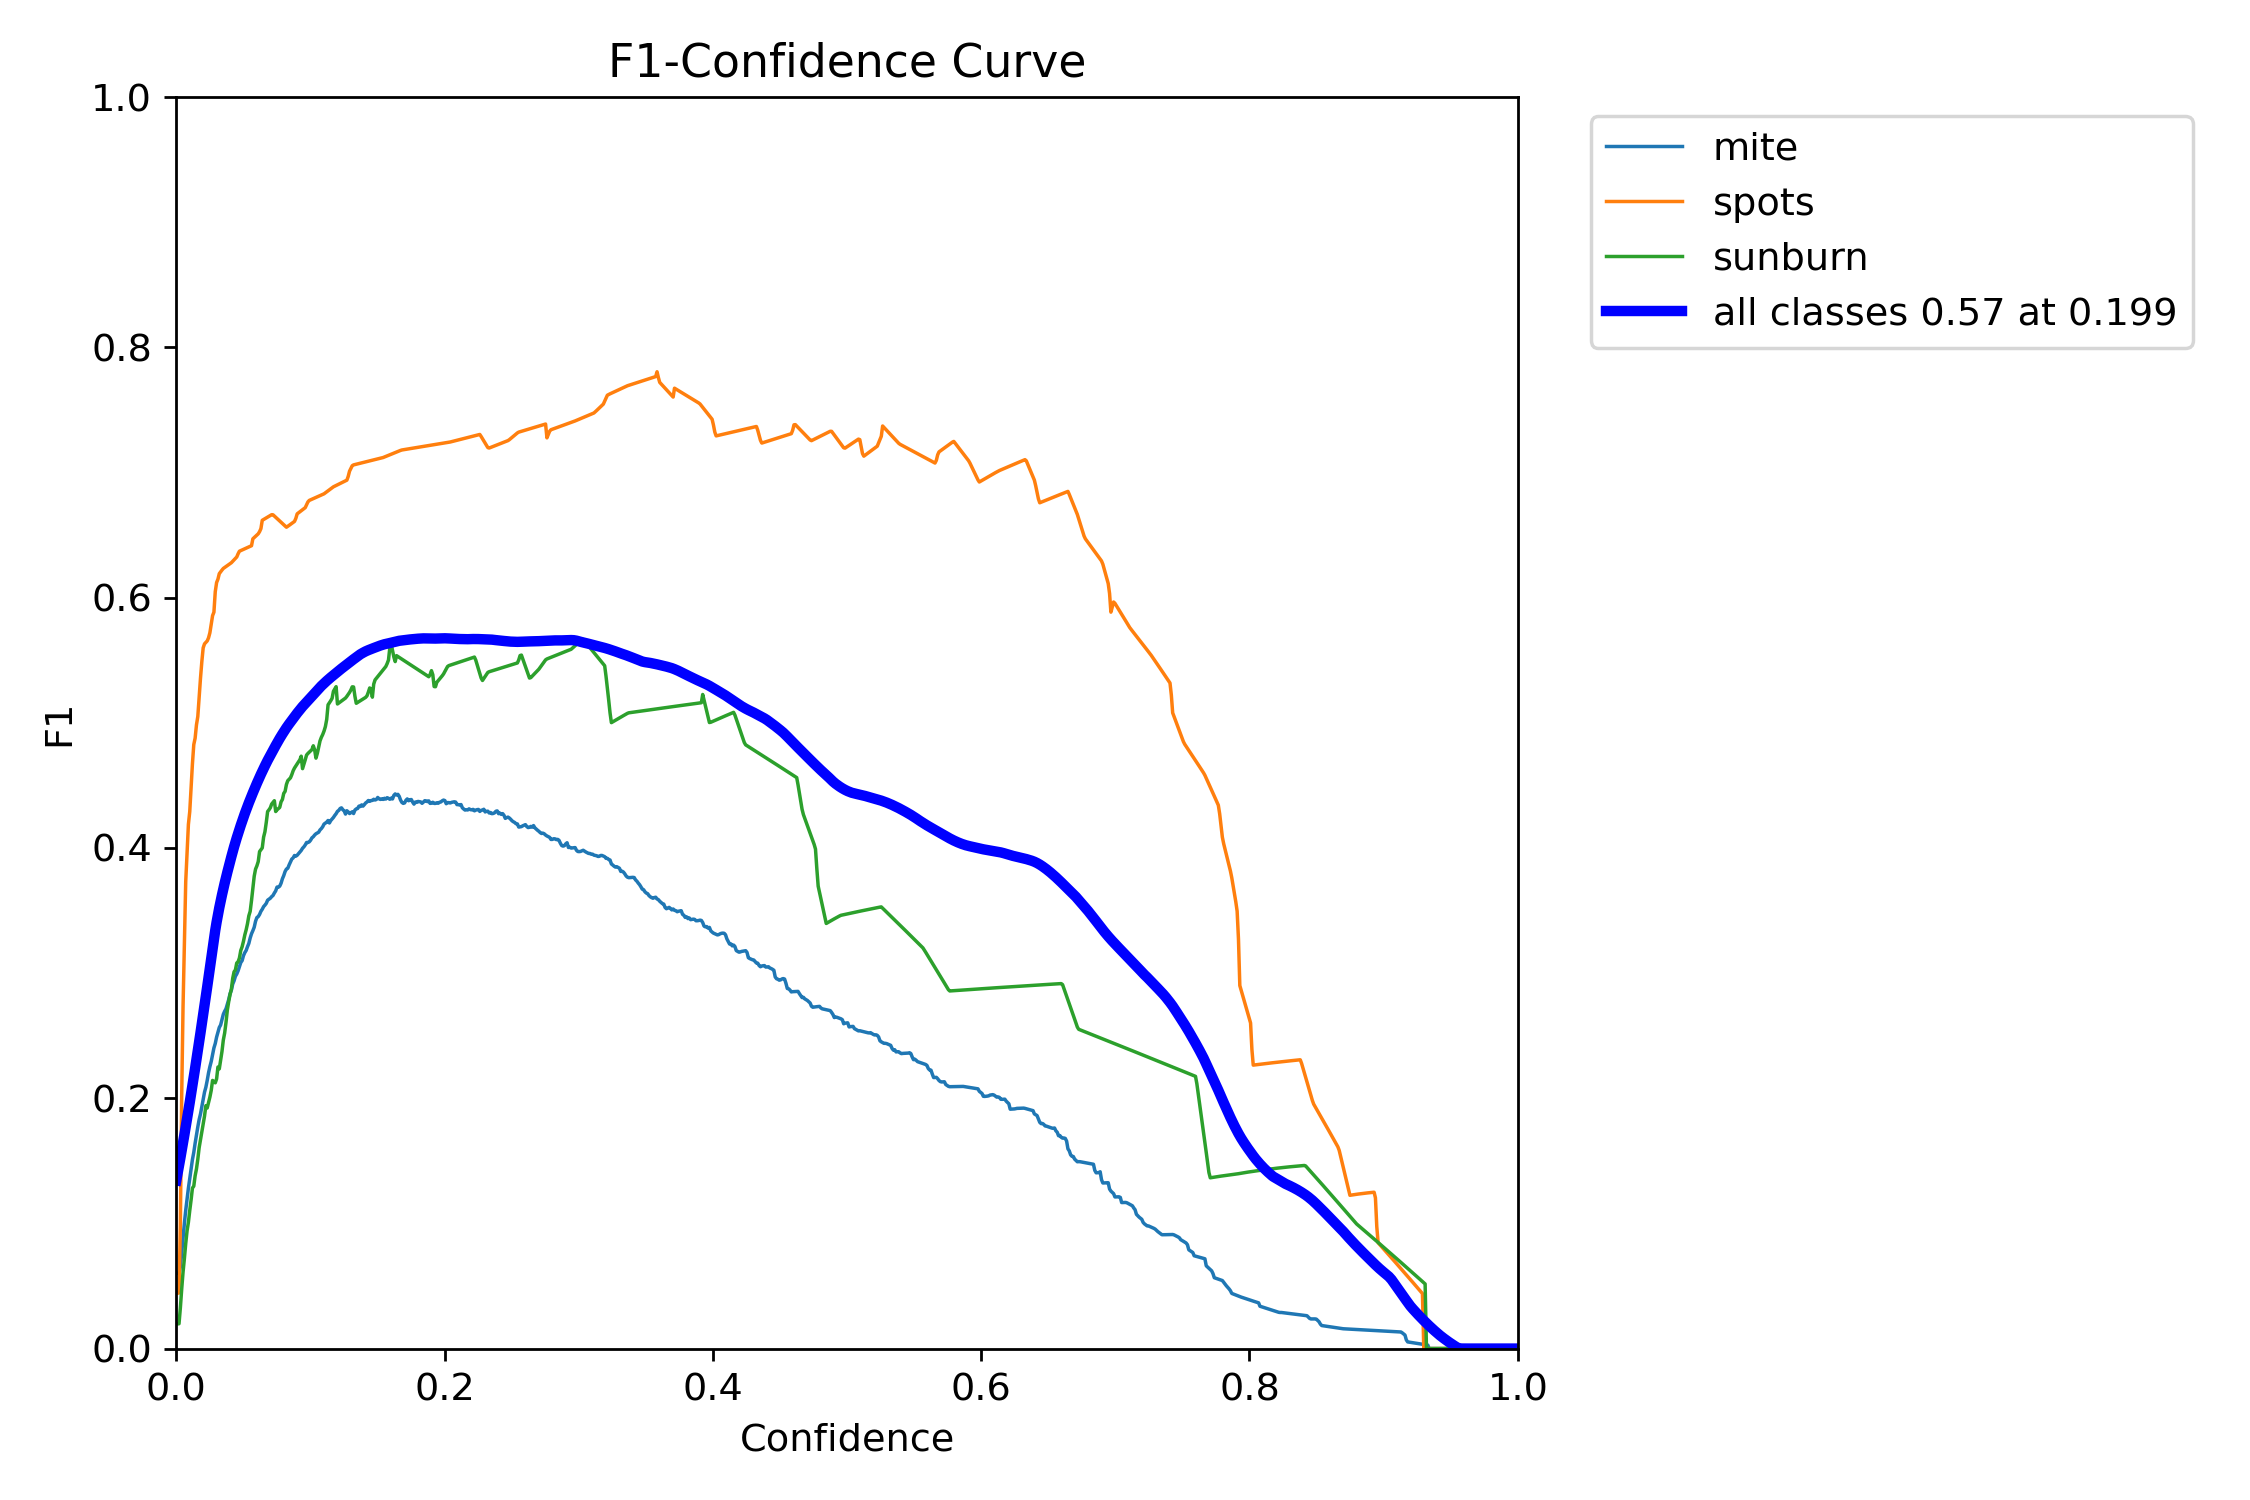 F1-Confidence Curve
1.0
0.8
0.6
0.4
0.2
0.0
F1
0.0 0.2 0.4 0.6 0.8 1.0
Confidence
mite
spots
sunburn
all classes 0.57 at 0.199